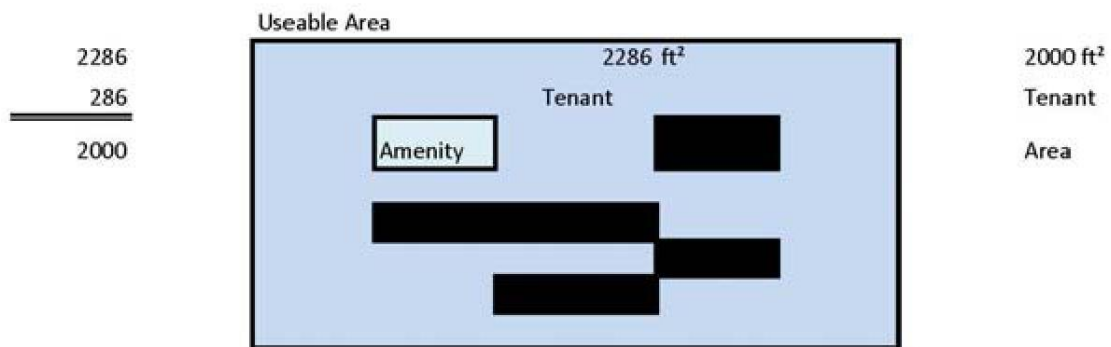 Useable Area
2286 2286 ft² 2000 ft²
286 Tenant Tenant
2000 Amenity Area